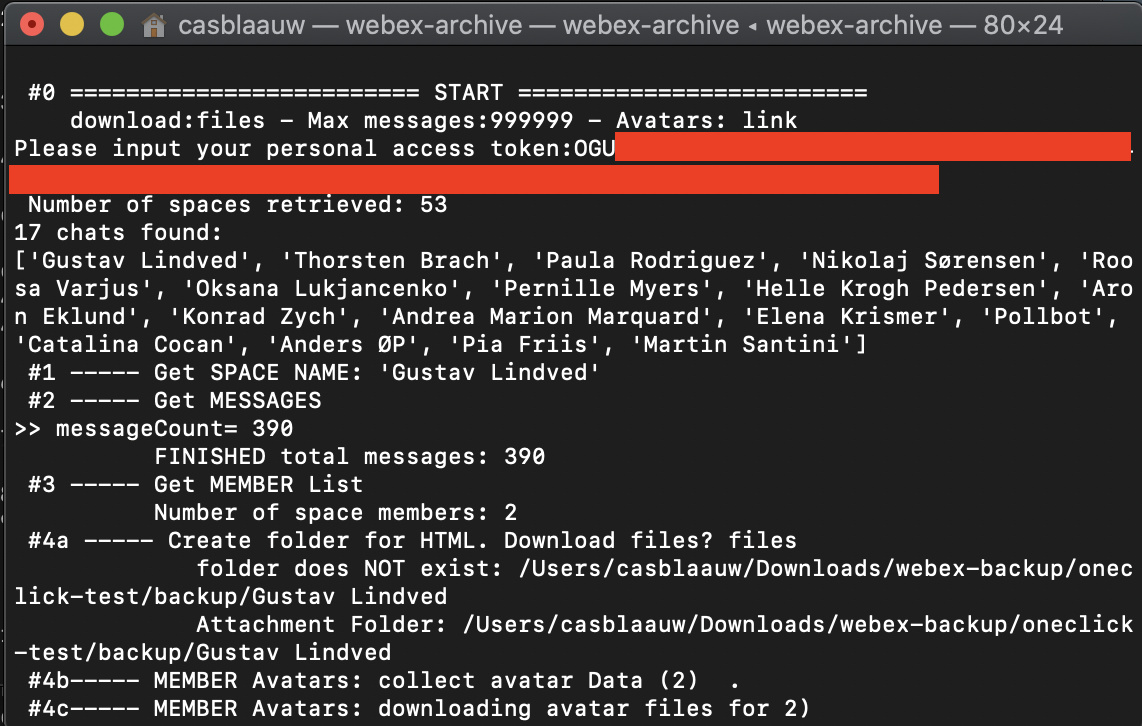 casblaauw — webex-archive — webex-archive ◂ webex-archive — 80×24
#0 ========================= START =========================
download:files - Max messages:999999 - Avatars: link
Please input your personal access token:OGU
Number of spaces retrieved: 53
17 chats found:
['Gustav Lindved', 'Thorsten Brach', 'Paula Rodriguez', 'Nikolaj Sørensen', 'Roo
sa Varjus', 'Oksana Lukjancenko', 'Pernille Myers', 'Helle Krogh Pedersen', 'Aro
n Eklund', 'Konrad Zych', 'Andrea Marion Marquard', 'Elena Krismer', 'Pollbot',
'Catalina Cocan', 'Anders ØP', 'Pia Friis', 'Martin Santini']
#1 ----- Get SPACE NAME: 'Gustav Lindved'
#2 ----- Get MESSAGES
>> messageCount= 390
FINISHED total messages: 390
#3 ----- Get MEMBER List
Number of space members: 2
#4a ----- Create folder for HTML. Download files? files
folder does NOT exist: /Users/casblaauw/Downloads/webex-backup/onec
lick-test/backup/Gustav Lindved
Attachment Folder: /Users/casblaauw/Downloads/webex-backup/oneclick
-test/backup/Gustav Lindved
#4b----- MEMBER Avatars: collect avatar Data (2)  .
#4c----- MEMBER Avatars: downloading avatar files for 2)